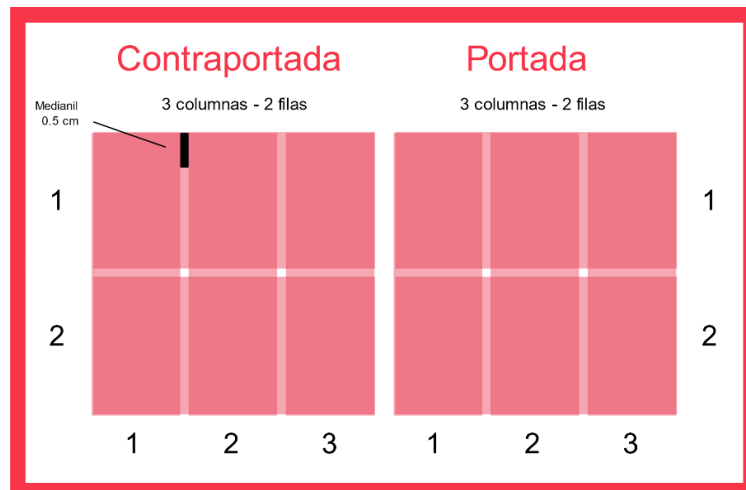 Contraportada
Portada
3 columnas - 2 filas
3 columnas - 2 filas
Medianil
0.5 cm
1
1
2
2
1 2 3
1 2 3